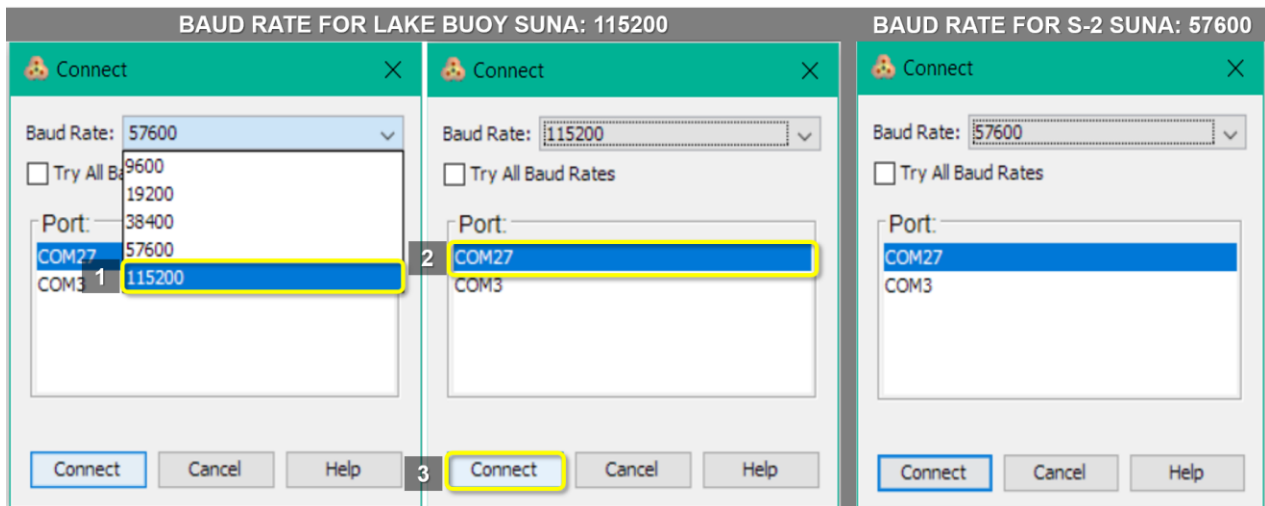 BAUD RATE FOR LAKE BUOY SUNA: 115200
Connect
Baud Rate: 57600
9600
Try All Ba
19200
Port:
38400
COM27
57600
1
115200
COM3
Connect
Cancel
Help
Connect
Baud Rate: 115200
Try All Baud Rates
Port:
2
COM27
COM3
3
Connect
Cancel
Help
BAUD RATE FOR S-2 SUNA: 57600
Connect
Baud Rate: 57600
Try All Baud Rates
Port:
COM27
COM3
Connect
Cancel
Help